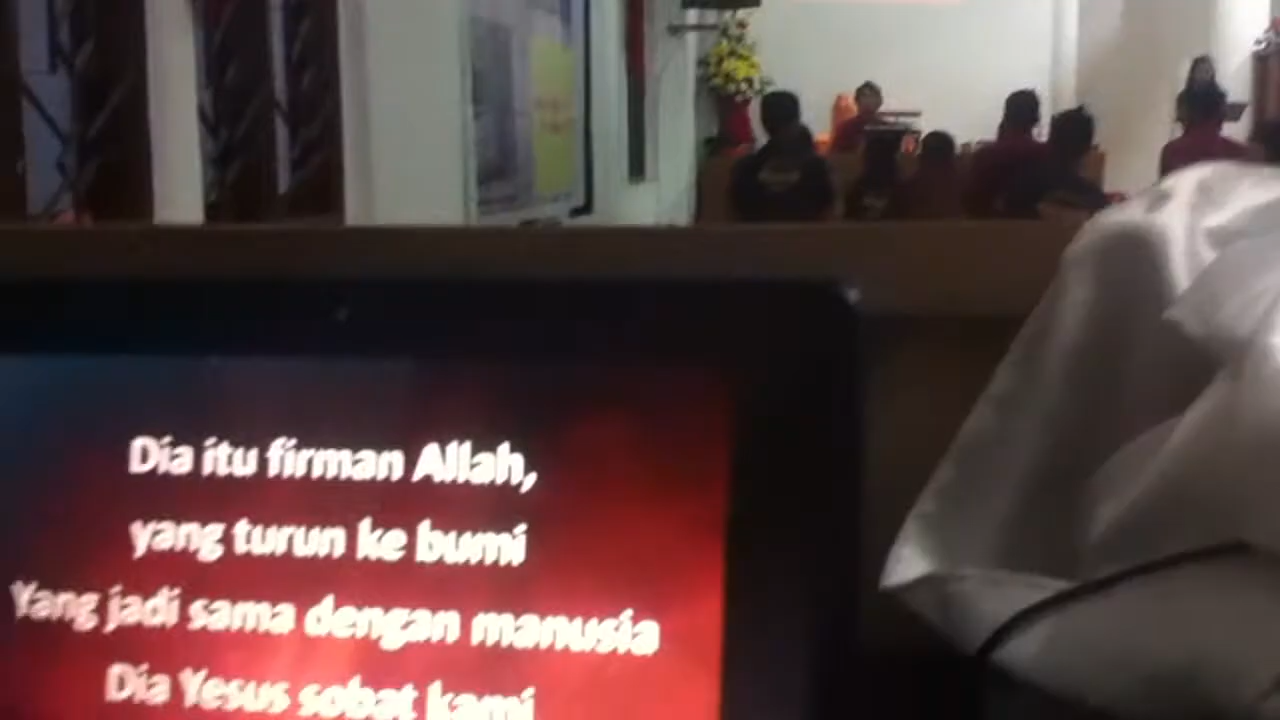 Dia itu firman Allah,
yang turun ke bumi
Yang jadi sama dengan manusia
Dia Yesus sobat kami